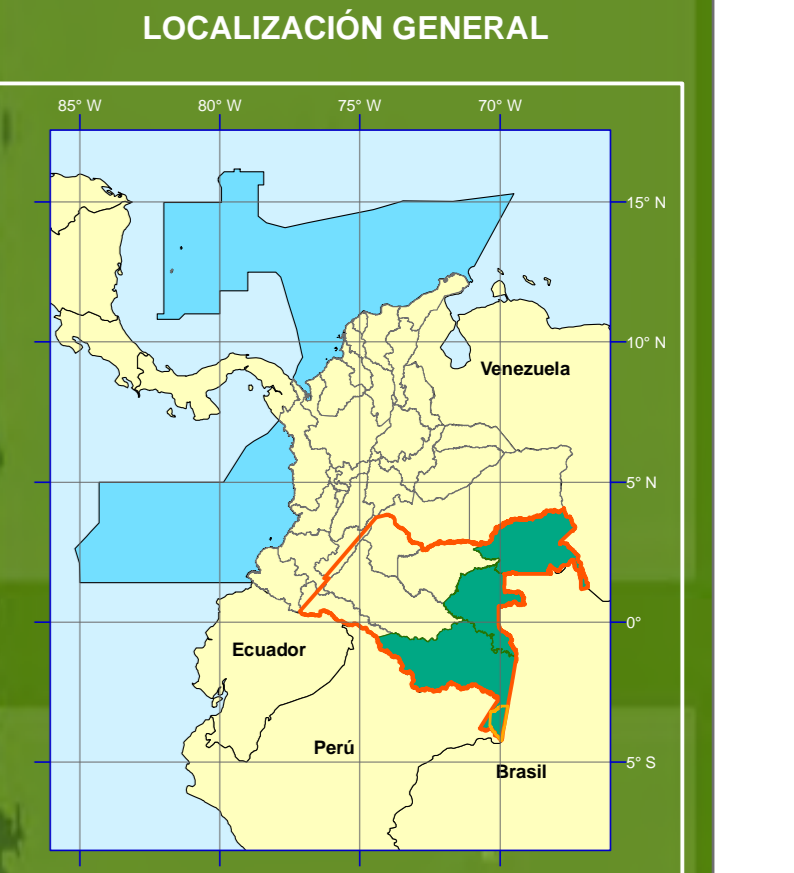 LOCALIZACIÓN GENERAL
85° W 80° W 75° W 70° W
15° N
10° N
Venezuela
5° N
0°
Ecuador
Perú
Brasil
5° S